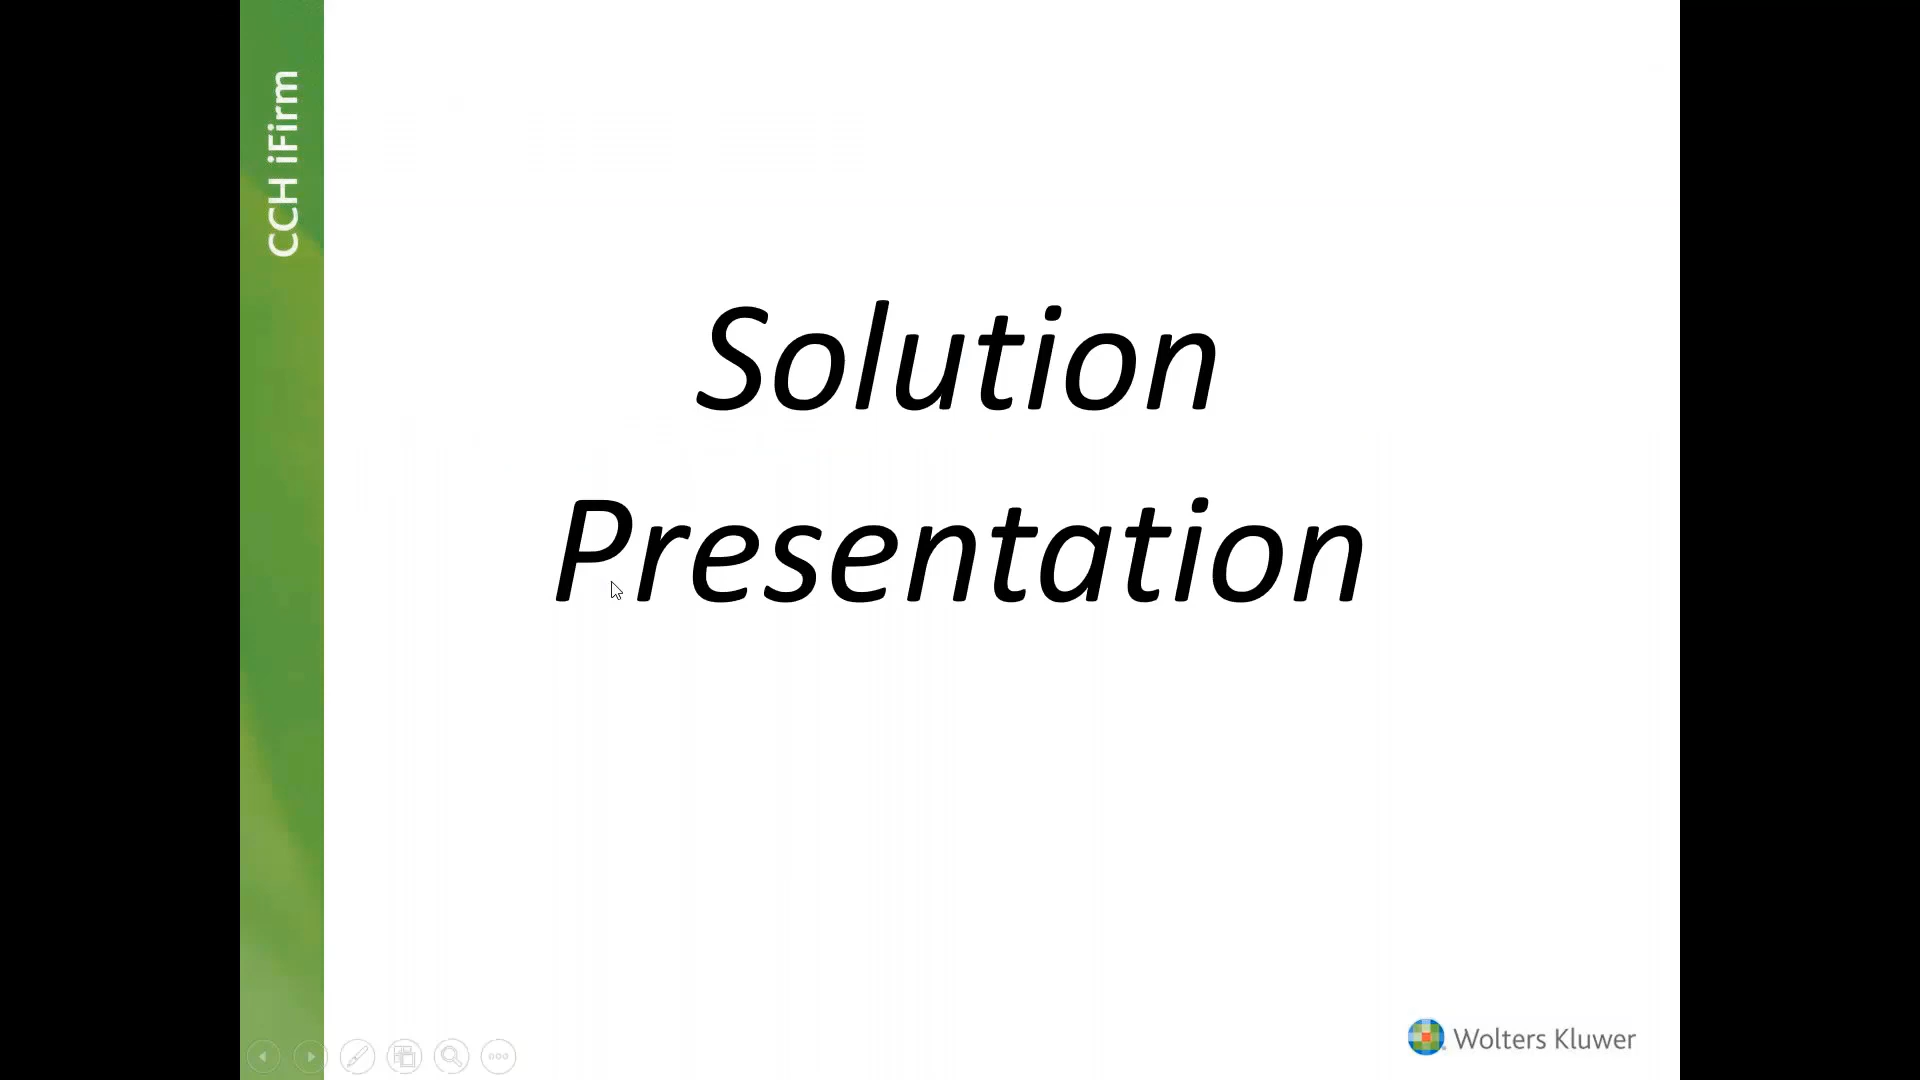 CCH iFirm
Solution
Presentation
Wolters Kluwer